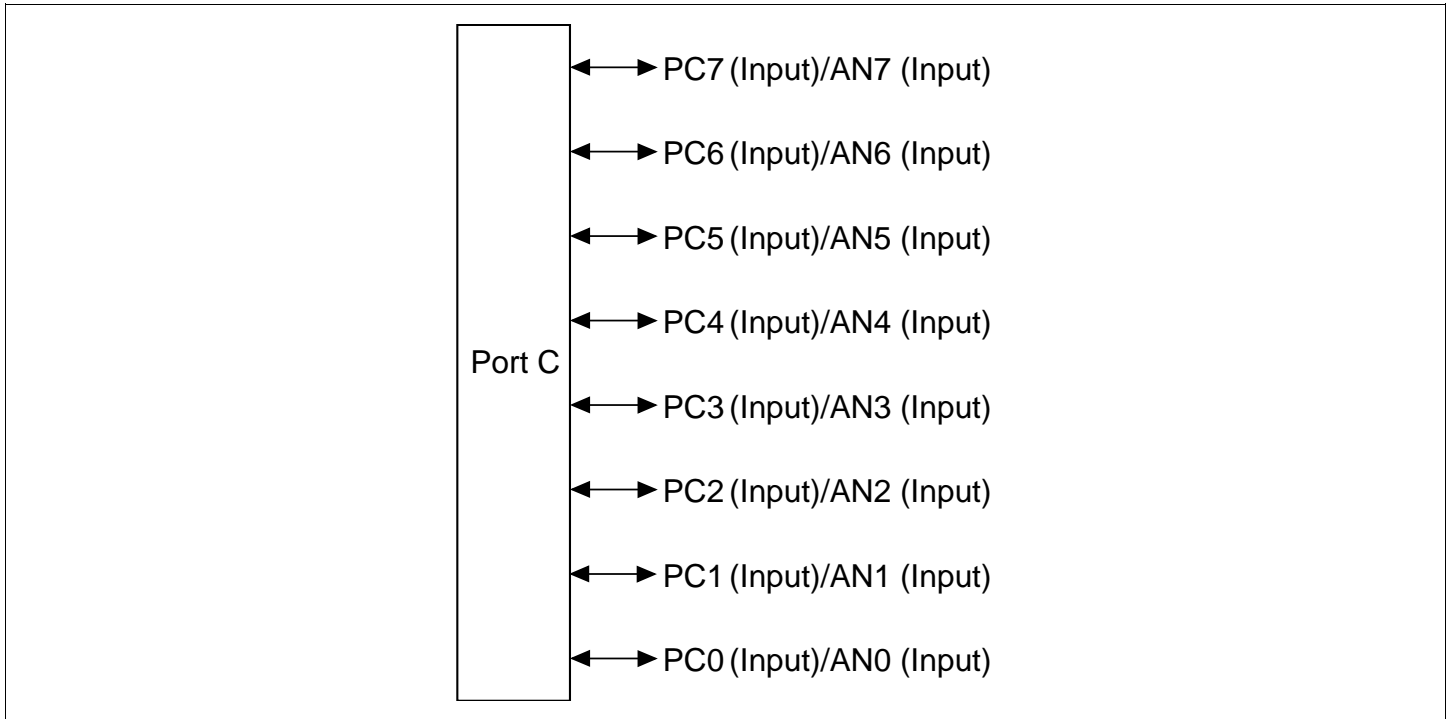 PC7 (Input)/AN7 (Input)
PC6 (Input)/AN6 (Input)
PC5 (Input)/AN5 (Input)
PC4 (Input)/AN4 (Input)
Port C
PC3 (Input)/AN3 (Input)
PC2 (Input)/AN2 (Input)
PC1 (Input)/AN1 (Input)
PC0 (Input)/AN0 (Input)